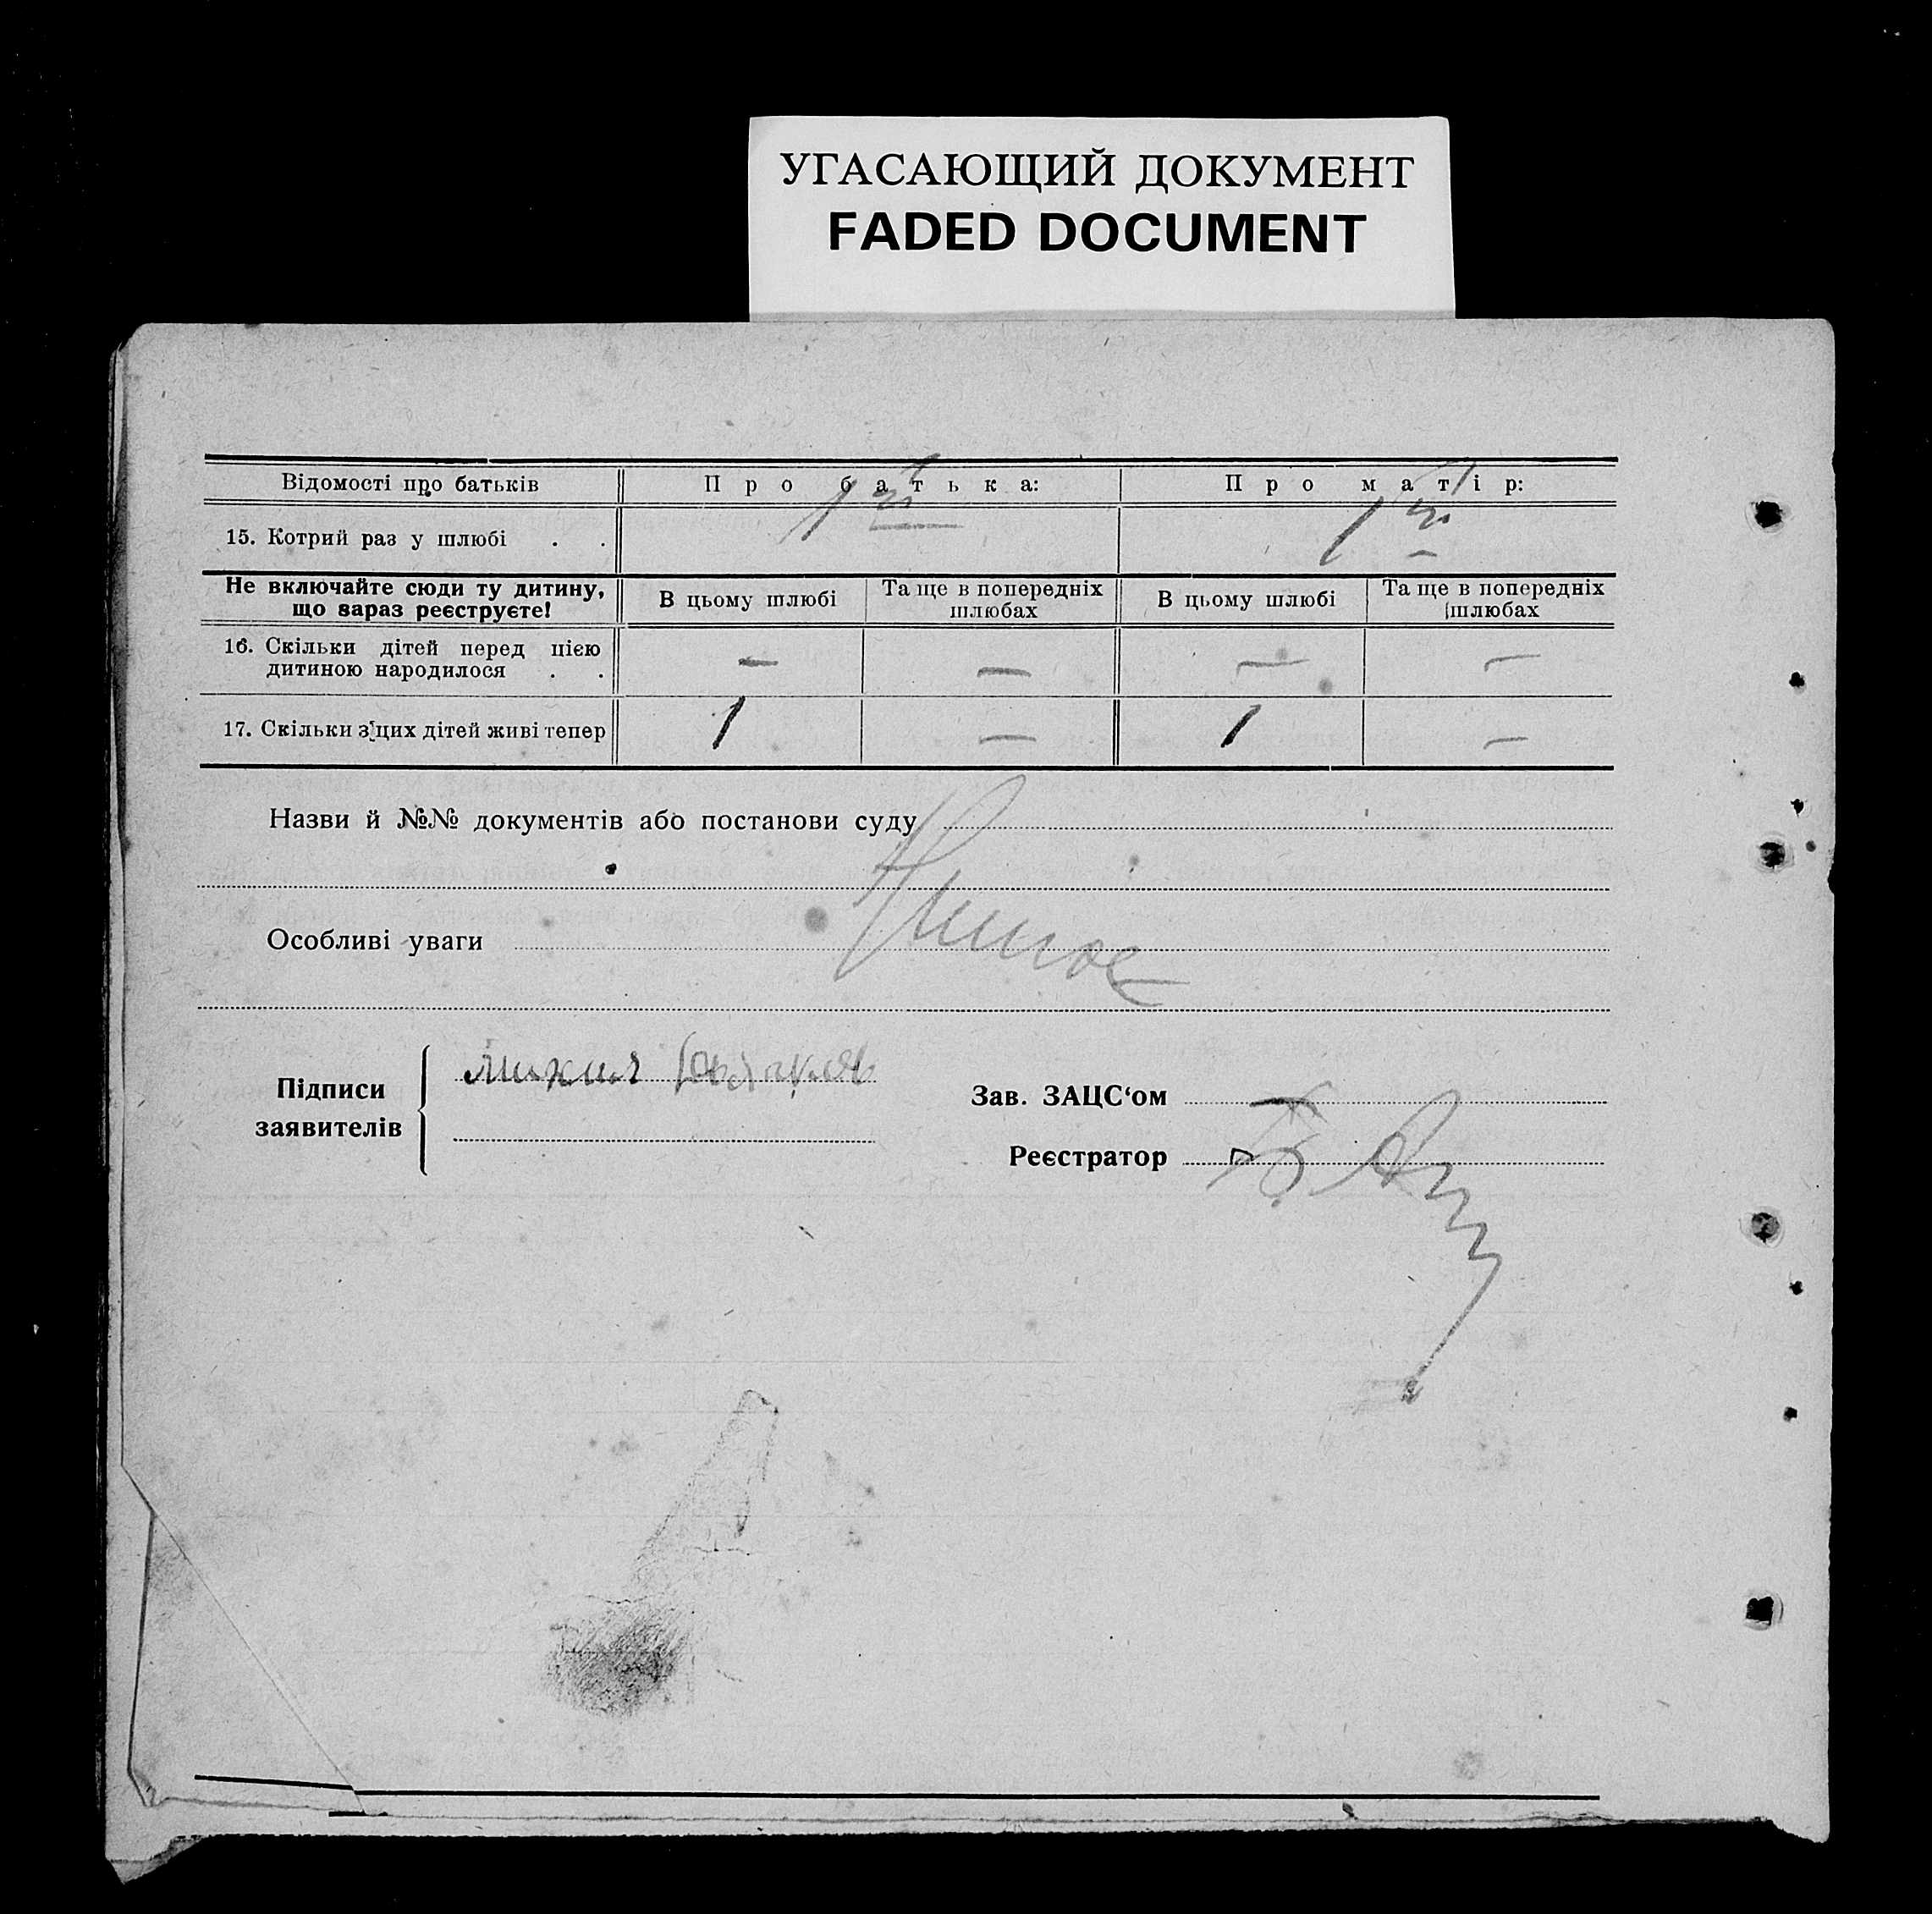 УГАСАЮЩИЙ ДОКУМЕНТ
FADED DOCUMENT
Відомості про батьків Про батька: Про матір:
15. Котрий раз у шлюбі . . 1й 1й
Не включайте сюди ту дитину, що зараз реєструєте! В цьому шлюбі Та ще в попередніх шлюбах В цьому шлюбі Та ще в попередніх шлюбах
16. Скільки дітей перед цією дитиною народилося . . — — — —
17. Скільки з цих дітей живі тепер 1 — 1 —
Назви й №№ документів або постанови суду
Особливі уваги
Підписи заявителів
Зав. ЗАЦС‘ом
Реєстратор